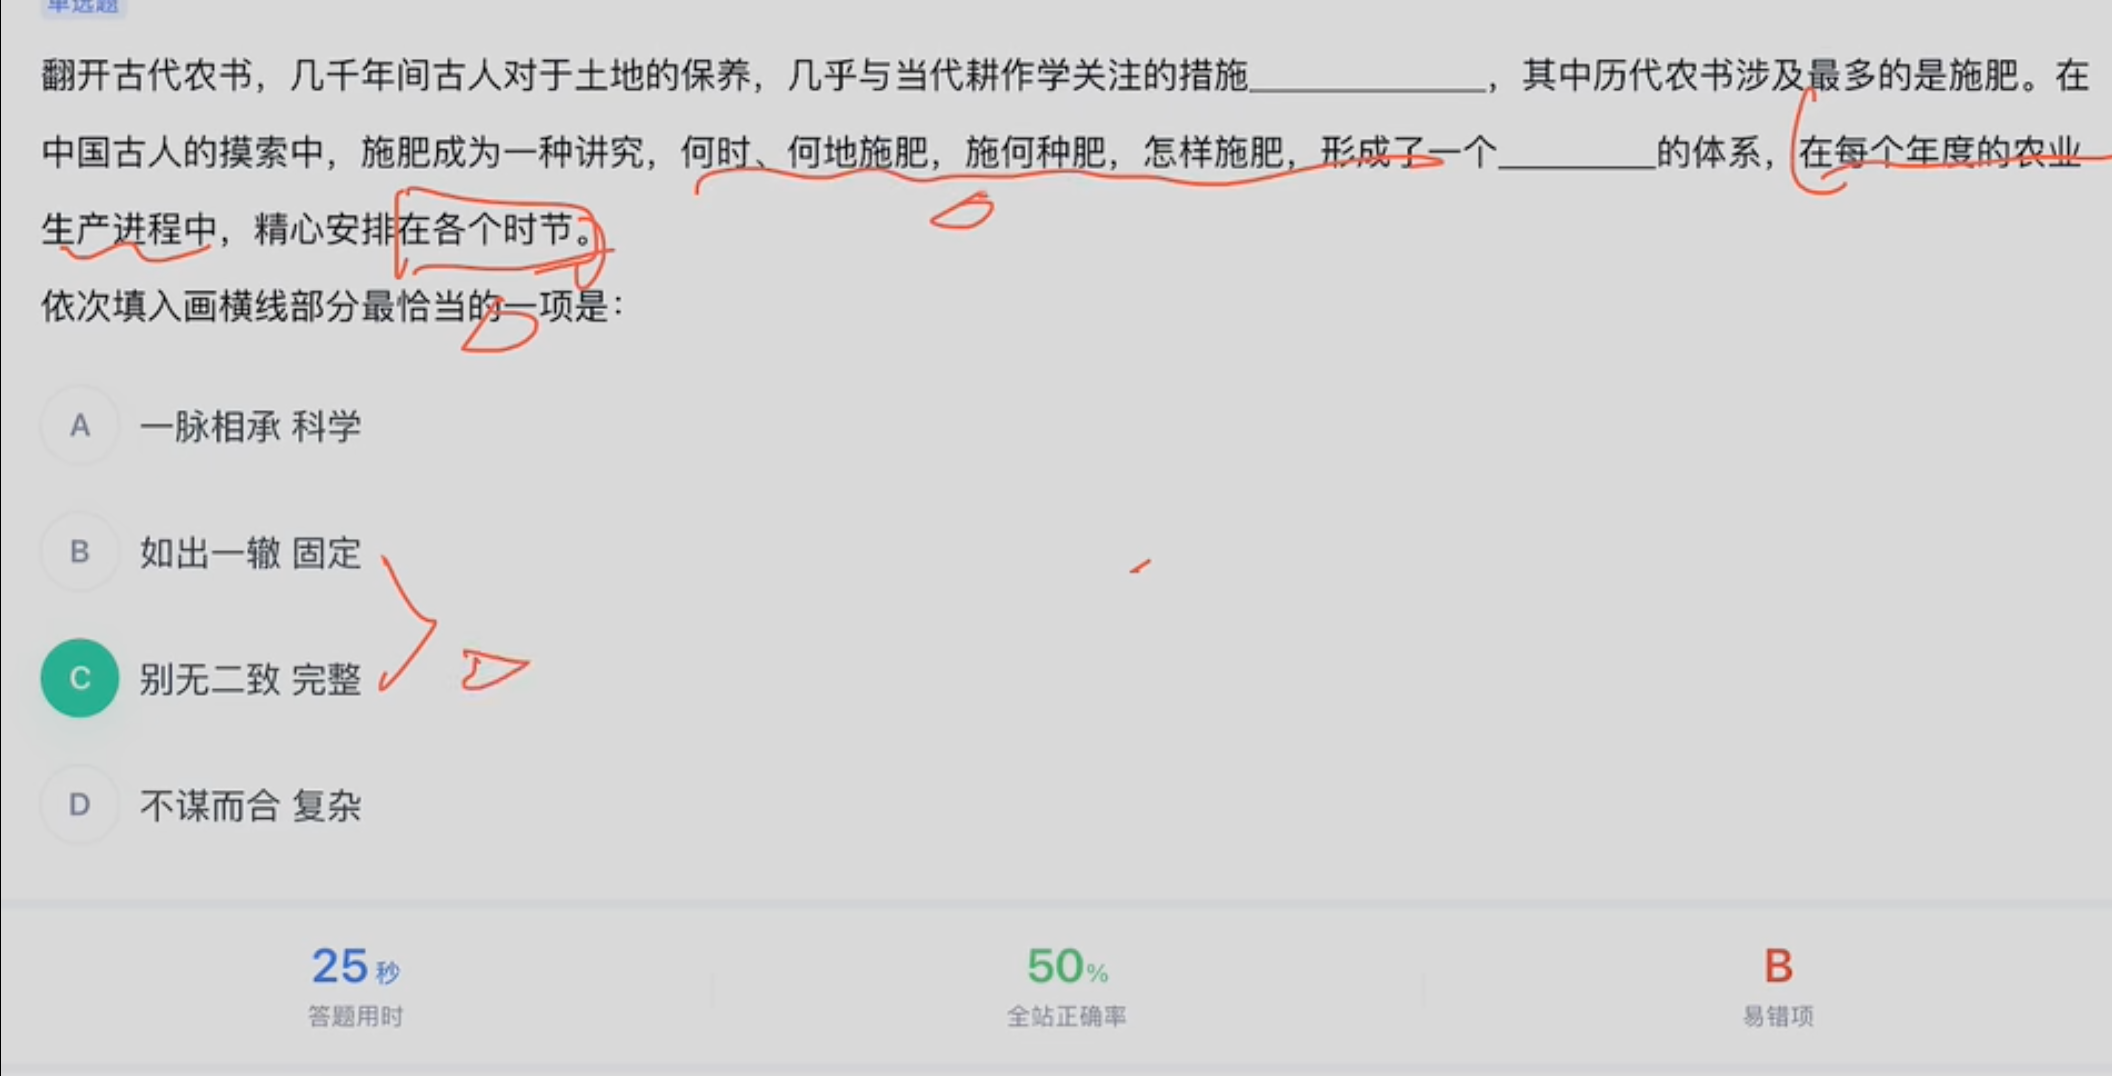 单选题
翻开古代农书，几千年间古人对于土地的保养，几乎与当代耕作学关注的措施____________，其中历代农书涉及最多的是施肥。在
中国古人的摸索中，施肥成为一种讲究，何时、何地施肥，施何种肥，怎样施肥，形成了一个________的体系，在每个年度的农业
生产进程中，精心安排在各个时节。
依次填入画横线部分最恰当的一项是：
A 一脉相承 科学
B 如出一辙 固定
C 别无二致 完整
D 不谋而合 复杂
25秒 50% B
答题用时 全站正确率 易错项